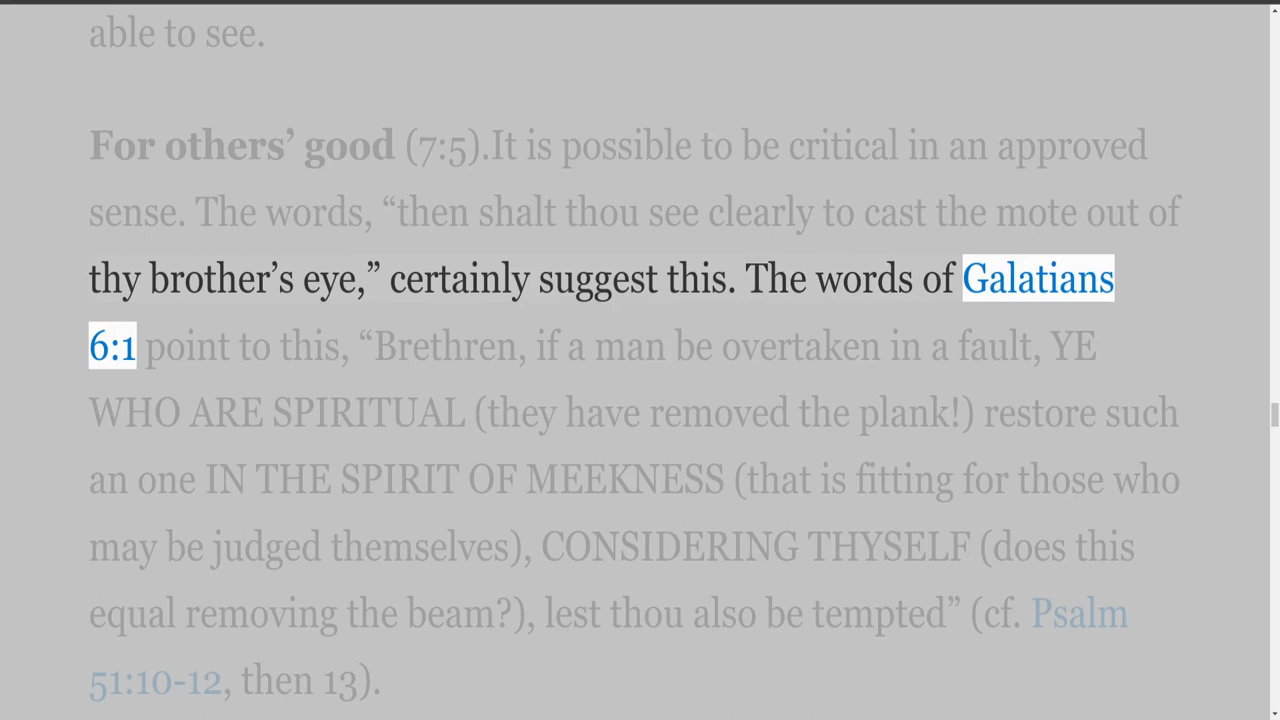 able to see.
For others’ good (7:5).It is possible to be critical in an approved
sense. The words, “then shalt thou see clearly to cast the mote out of
thy brother’s eye,” certainly suggest this. The words of Galatians
6:1 point to this, “Brethren, if a man be overtaken in a fault, YE
WHO ARE SPIRITUAL (they have removed the plank!) restore such
an one IN THE SPIRIT OF MEEKNESS (that is fitting for those who
may be judged themselves), CONSIDERING THYSELF (does this
equal removing the beam?), lest thou also be tempted” (cf. Psalm
51:10-12, then 13).